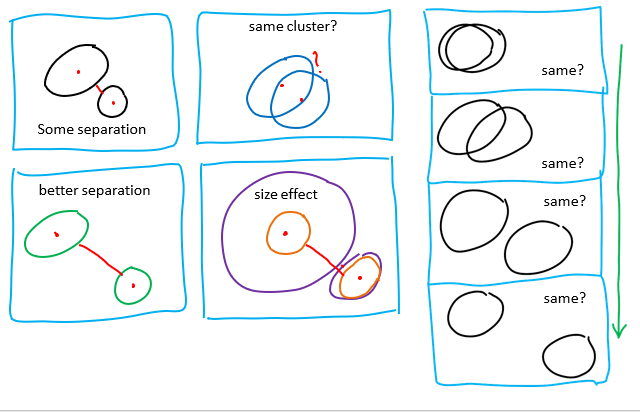 same cluster?
?
Some separation
better separation
size effect
same?
same?
same?
same?